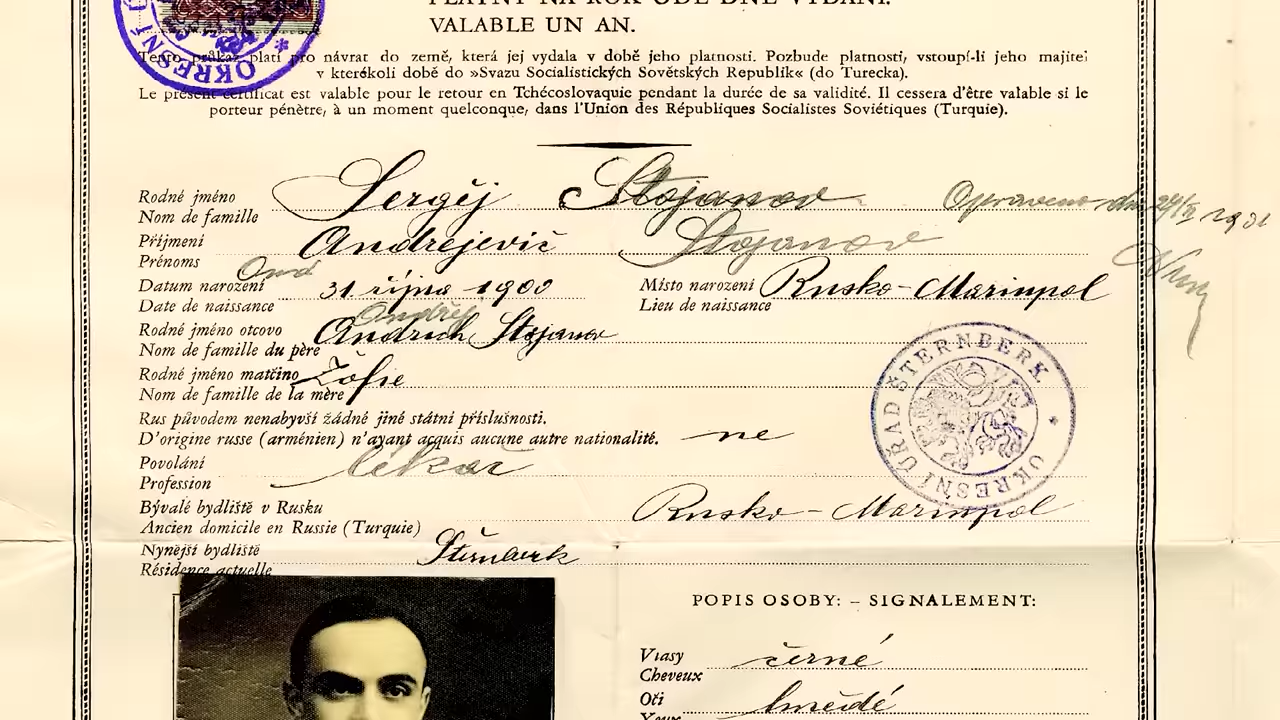 PLATNÝ NA ROK ODE DNE VYDÁNÍ.
VALABLE UN AN.
Tento průkaz platí pro návrat do země, která jej vydala v době jeho platnosti. Pozbude platnosti, vstoupí-li jeho majitel
v kterékoli době do »Svazu Socialistických Sovětských Republik« (do Turecka).
Le présent certificat est valable pour le retour en Tchécoslovaquie pendant la durée de sa validité. Il cessera d'être valable si le
porteur pénètre, à un moment quelconque, dans l'Union des Républiques Socialistes Soviétiques (Turquie).
Rodné jméno Sergěj Stojanov Opraveno dne
Nom de famille
Příjmení Andrejevič Stojanov
Prénoms
Datum narození 31. října 1900 Místo narození Rusko-Mariupol
Date de naissance Lieu de naissance
Ondřej
Rodné jméno otcovo Andrich Stojanov
Nom de famille du père
Rodné jméno matčino Žofie
Nom de famille de la mère
Rus původem nenabyvší žádné jiné státní příslušnosti.
D'origine russe (arménien) n'ayant acquis aucune autre nationalité. ne
Povolání lékař
Profession
Bývalé bydliště v Rusku Rusko-Mariupol
Ancien domicile en Russie (Turquie)
Nynější bydliště Šternberk
Résidence actuelle
OKRESNÍ ÚŘAD ŠTERNBERK
OKRESNÍ
POPIS OSOBY: – SIGNALEMENT:
Vlasy černé
Cheveux
Oči hnědé
Yeux